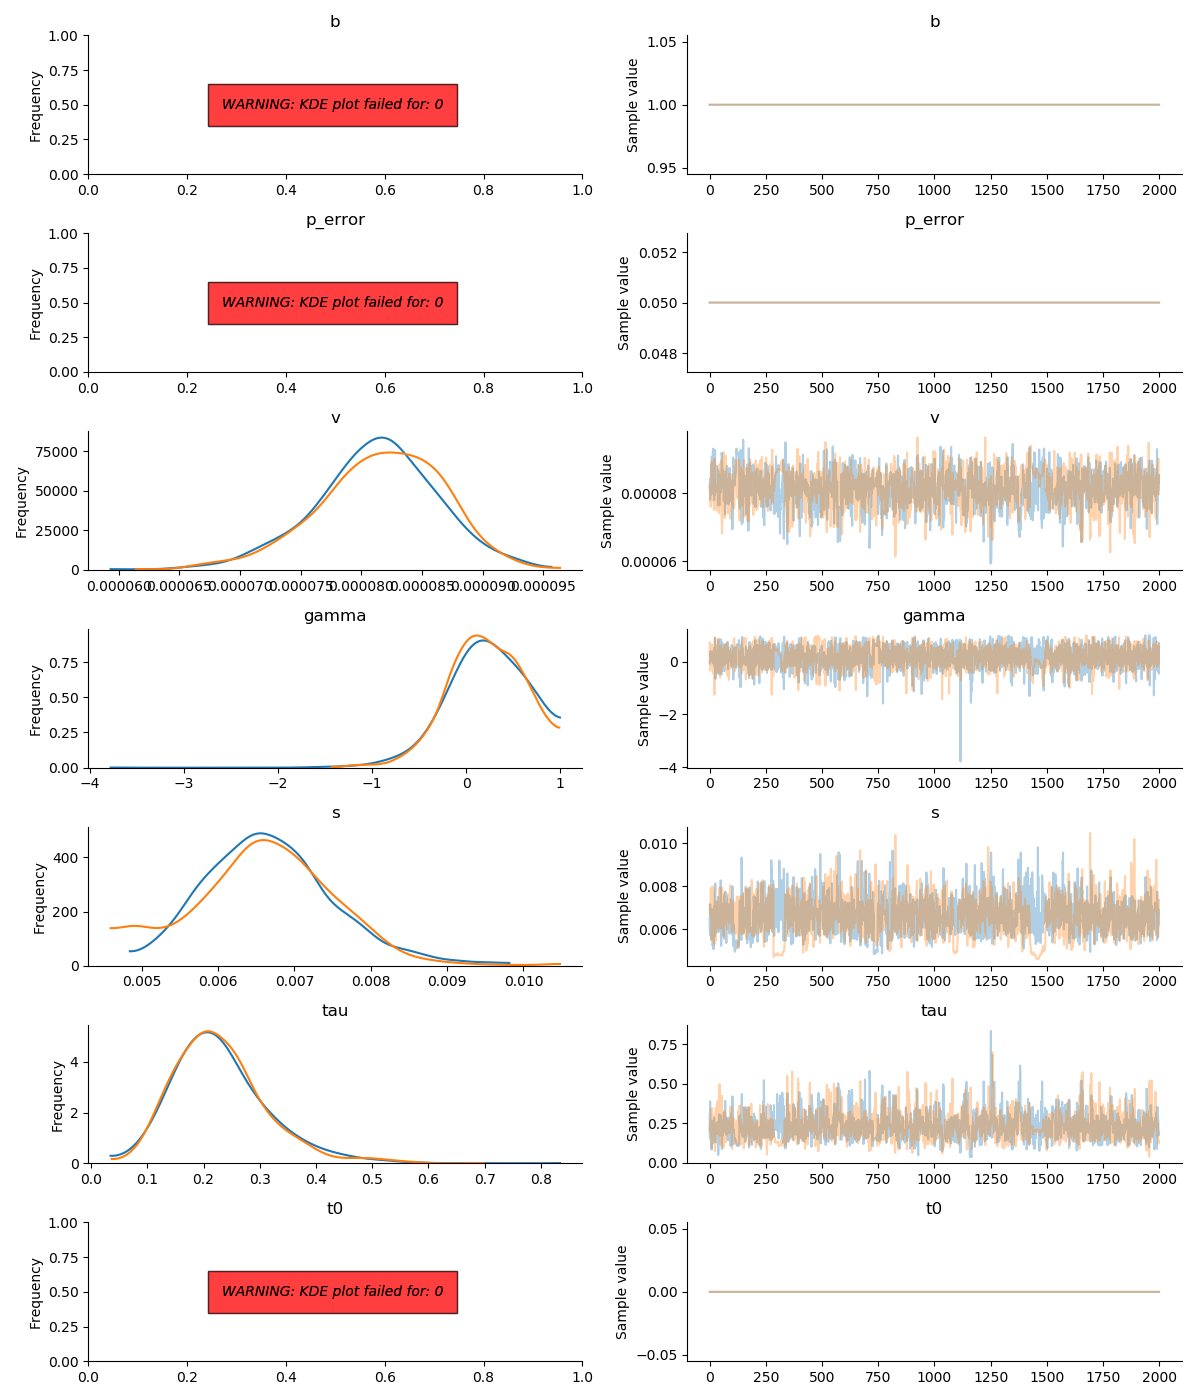 b
b
1.00
0.75
0.50
0.25
0.00
Frequency
WARNING: KDE plot failed for: 0
0.0 0.2 0.4 0.6 0.8 1.0
1.05
1.00
0.95
Sample value
0 250 500 750 1000 1250 1500 1750 2000
p_error
p_error
1.00
0.75
0.50
0.25
0.00
Frequency
WARNING: KDE plot failed for: 0
0.0 0.2 0.4 0.6 0.8 1.0
0.052
0.050
0.048
Sample value
0 250 500 750 1000 1250 1500 1750 2000
v
v
75000
50000
25000
0
Frequency
0.000060 0.000065 0.000070 0.000075 0.000080 0.000085 0.000090 0.000095
0.00008
0.00006
Sample value
0 250 500 750 1000 1250 1500 1750 2000
gamma
gamma
0.75
0.50
0.25
0.00
Frequency
−4 −3 −2 −1 0 1
0
−2
−4
Sample value
0 250 500 750 1000 1250 1500 1750 2000
s
s
400
200
0
Frequency
0.005 0.006 0.007 0.008 0.009 0.010
0.010
0.008
0.006
Sample value
0 250 500 750 1000 1250 1500 1750 2000
tau
tau
4
2
0
Frequency
0.0 0.1 0.2 0.3 0.4 0.5 0.6 0.7 0.8
0.75
0.50
0.25
0.00
Sample value
0 250 500 750 1000 1250 1500 1750 2000
t0
t0
1.00
0.75
0.50
0.25
0.00
Frequency
WARNING: KDE plot failed for: 0
0.0 0.2 0.4 0.6 0.8 1.0
0.05
0.00
−0.05
Sample value
0 250 500 750 1000 1250 1500 1750 2000